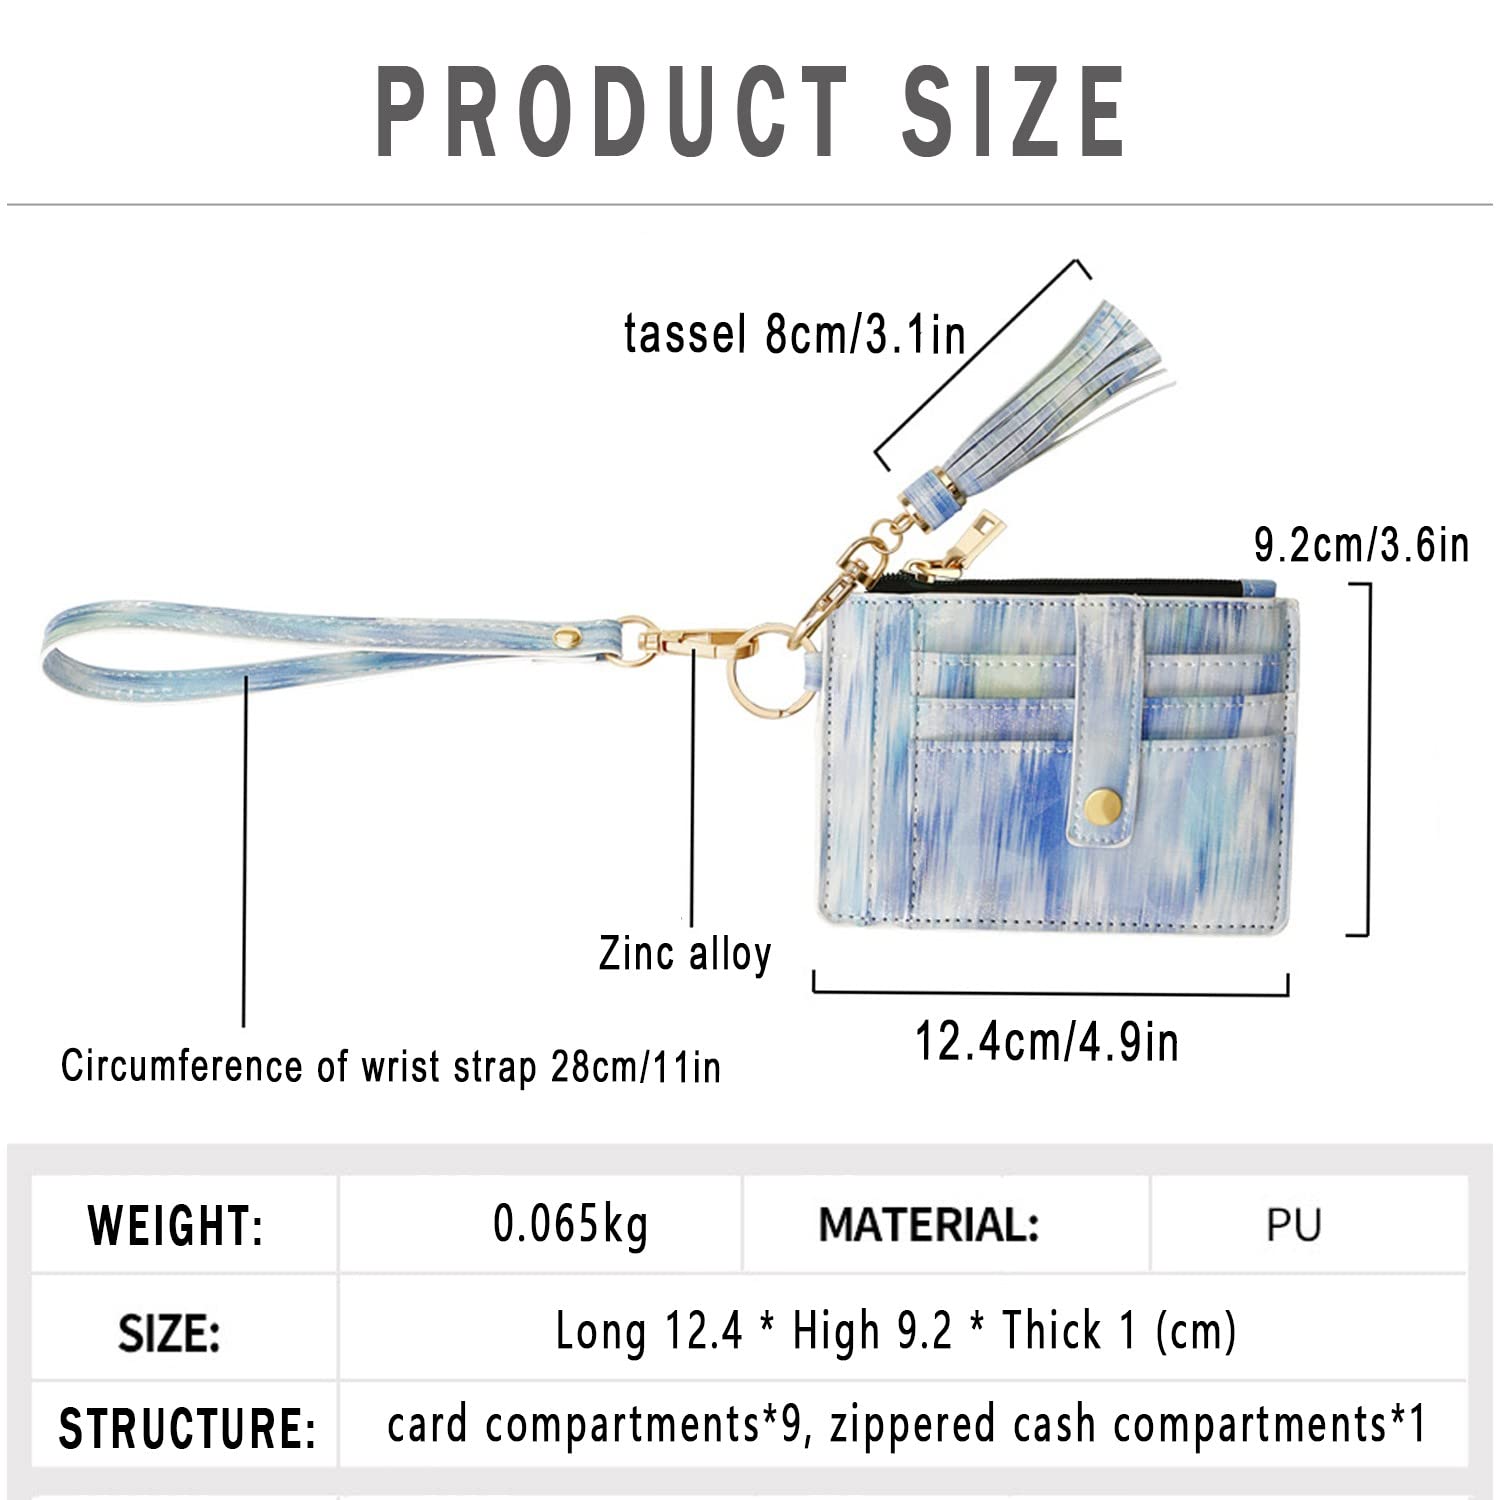 PRODUCT SIZE
tassel 8cm/3.1in
9.2cm/3.6in
Zinc alloy
12.4cm/4.9in
Circumference of wrist strap 28cm/11in
WEIGHT: 0.065kg MATERIAL: PU
SIZE: Long 12.4 * High 9.2 * Thick 1 (cm)
STRUCTURE: card compartments*9, zippered cash compartments*1